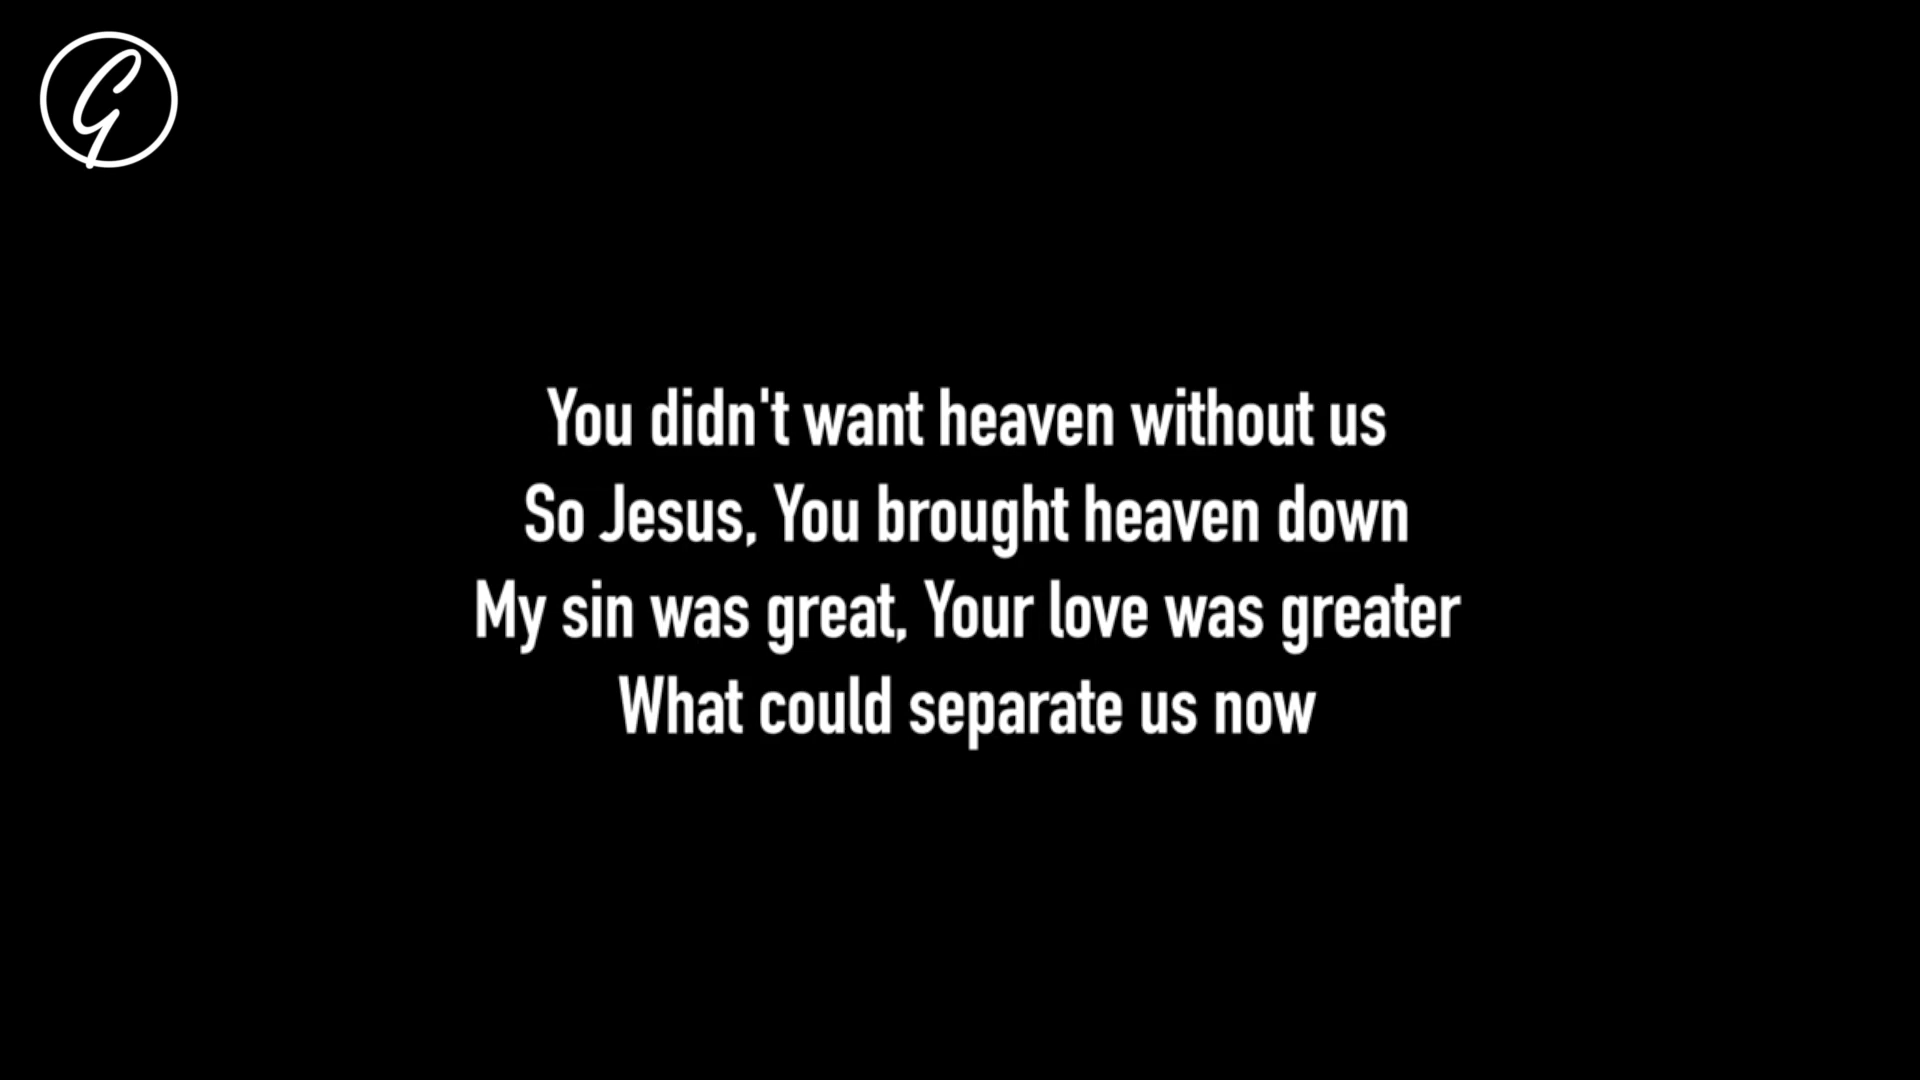 G
You didn't want heaven without us
So Jesus, You brought heaven down
My sin was great, Your love was greater
What could separate us now